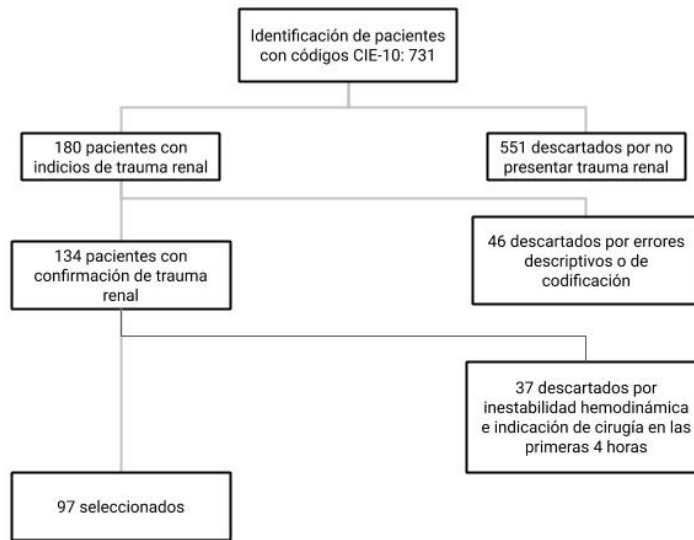 Identificación de pacientes
con códigos CIE-10: 731
180 pacientes con
indicios de trauma renal
551 descartados por no
presentar trauma renal
134 pacientes con
confirmación de trauma
renal
46 descartados por errores
descriptivos o de
codificación
37 descartados por
inestabilidad hemodinámica
e indicación de cirugía en las
primeras 4 horas
97 seleccionados